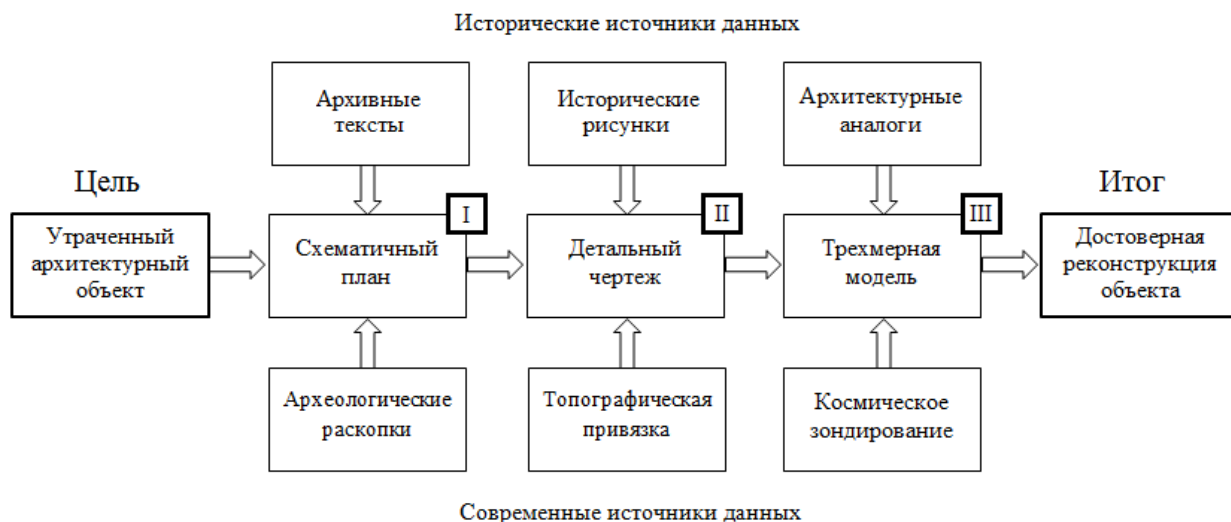 Исторические источники данных
Архивные
тексты
Исторические
рисунки
Архитектурные
аналоги
Цель
Итог
I
II
III
Утраченный
архитектурный
объект
Схематичный
план
Детальный
чертеж
Трехмерная
модель
Достоверная
реконструкция
объекта
Археологические
раскопки
Топографическая
привязка
Космическое
зондирование
Современные источники данных